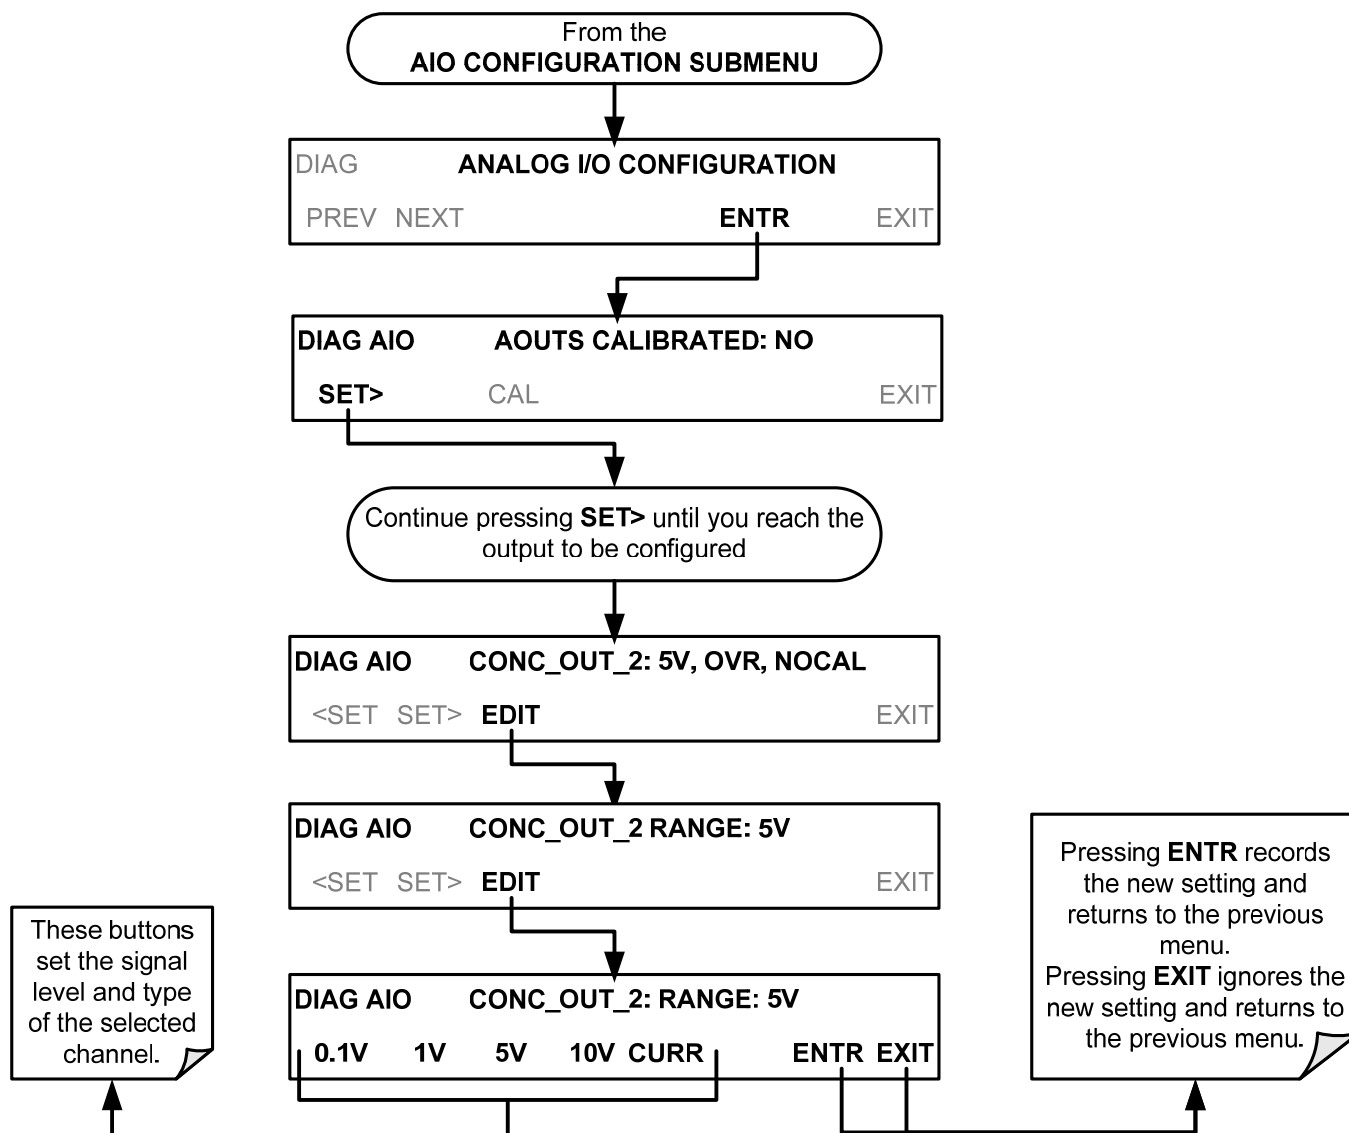 From the
AIO CONFIGURATION SUBMENU
DIAG ANALOG I/O CONFIGURATION
PREV NEXT ENTR EXIT
DIAG AIO AOUTS CALIBRATED: NO
SET> CAL EXIT
Continue pressing SET> until you reach the
output to be configured
DIAG AIO CONC_OUT_2: 5V, OVR, NOCAL
<SET SET> EDIT EXIT
DIAG AIO CONC_OUT_2 RANGE: 5V
<SET SET> EDIT EXIT
These buttons
set the signal
level and type
of the selected
channel.
DIAG AIO CONC_OUT_2: RANGE: 5V
0.1V 1V 5V 10V CURR ENTR EXIT
Pressing ENTR records
the new setting and
returns to the previous
menu.
Pressing EXIT ignores the
new setting and returns to
the previous menu.